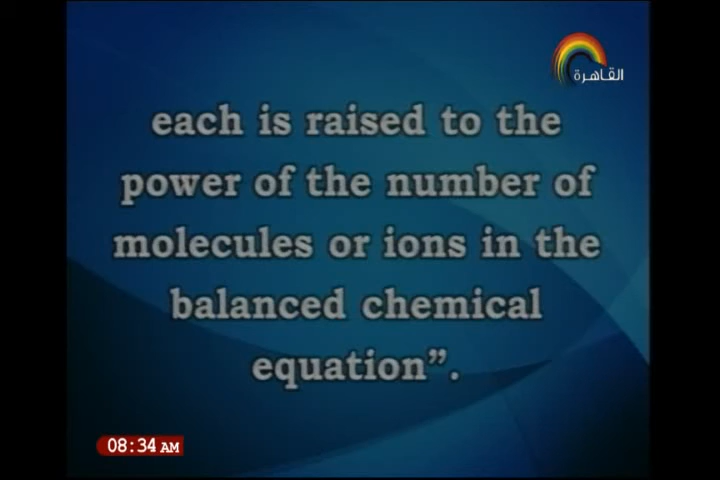 القاهرة
each is raised to the
power of the number of
molecules or ions in the
balanced chemical
equation”.
08:34 AM